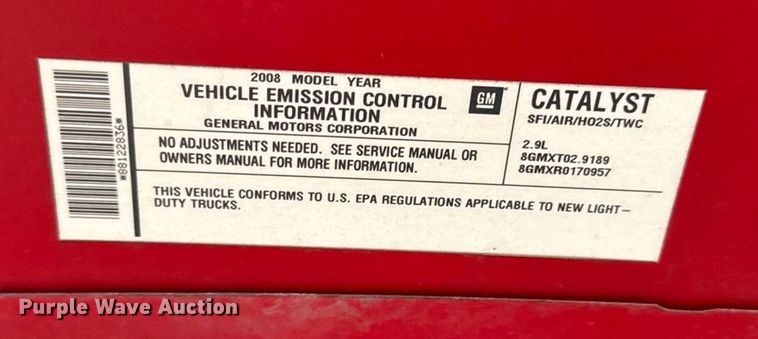 *88122836*
2008 MODEL YEAR
VEHICLE EMISSION CONTROL
INFORMATION
GENERAL MOTORS CORPORATION
GM
NO ADJUSTMENTS NEEDED. SEE SERVICE MANUAL OR
OWNERS MANUAL FOR MORE INFORMATION.
THIS VEHICLE CONFORMS TO U.S. EPA REGULATIONS APPLICABLE TO NEW LIGHT-
DUTY TRUCKS.
CATALYST
SFI/AIR/HO2S/TWC
2.9L
8GMXT02.9189
8GMXR0170957
Purple Wave Auction